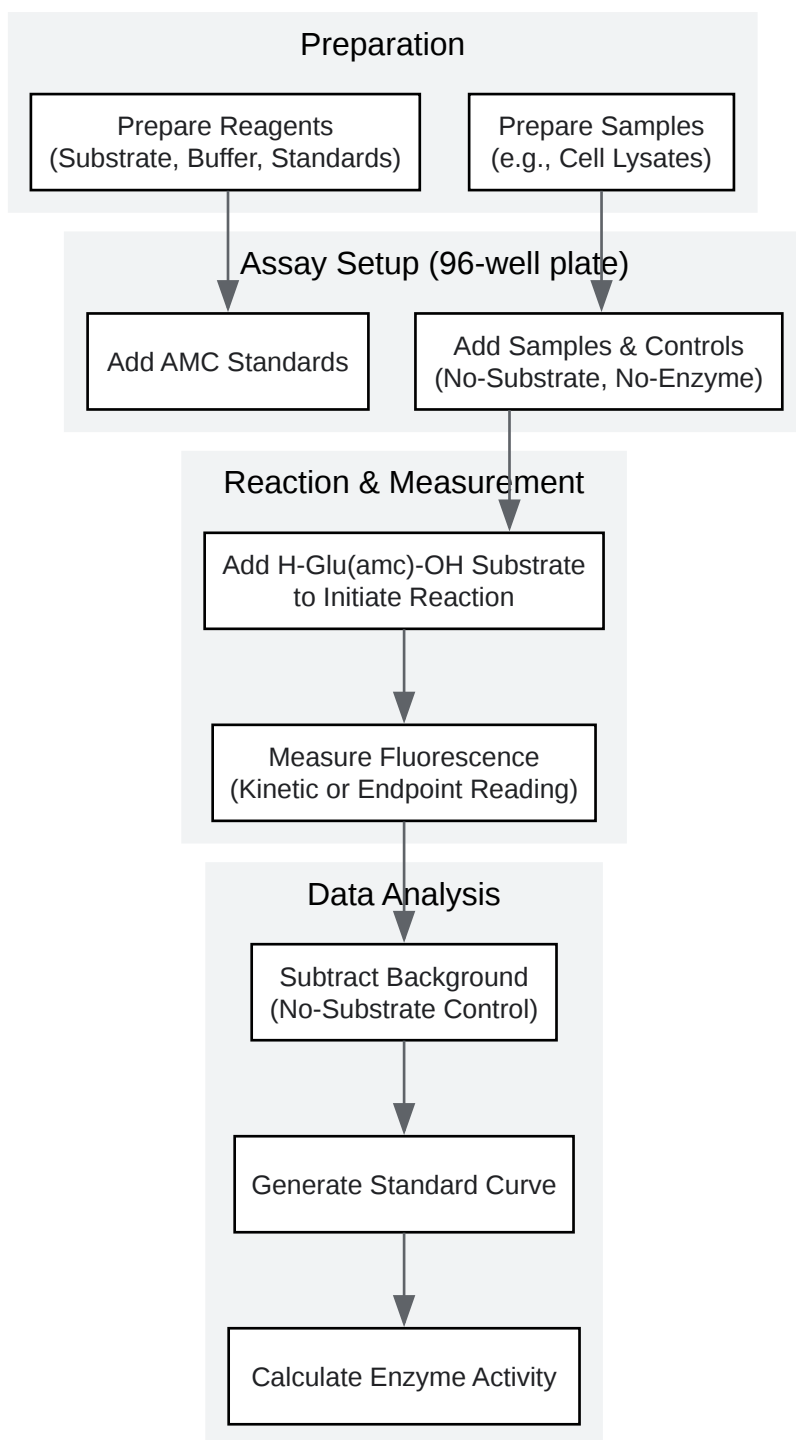 Preparation
Prepare Reagents
(Substrate, Buffer, Standards)
Prepare Samples
(e.g., Cell Lysates)
Assay Setup (96-well plate)
Add AMC Standards
Add Samples & Controls
(No-Substrate, No-Enzyme)
Reaction & Measurement
Add H-Glu(amc)-OH Substrate
to Initiate Reaction
Measure Fluorescence
(Kinetic or Endpoint Reading)
Data Analysis
Subtract Background
(No-Substrate Control)
Generate Standard Curve
Calculate Enzyme Activity